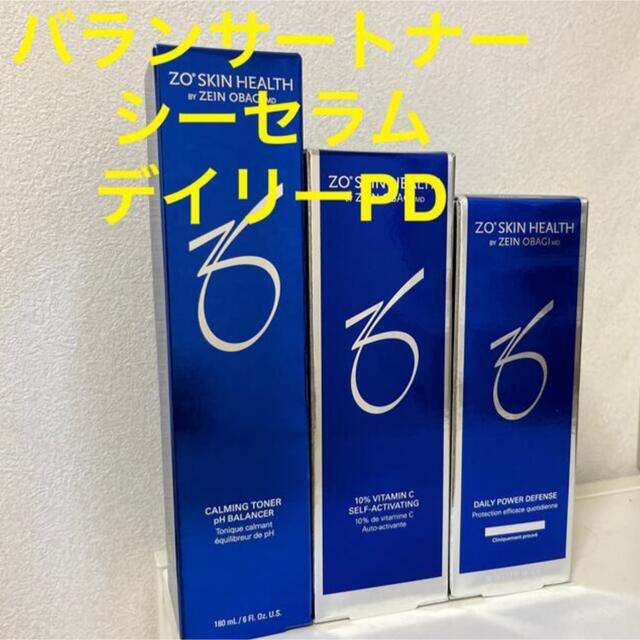 バランサートナー
シーセラム
デイリーPD
ZO® SKIN HEALTH
BY ZEIN OBAGI MD
CALMING TONER
pH BALANCER
Tonique calmant
équilibreur de pH
180 mL / 6 Fl. Oz. U.S.
ZO® SKIN HEALTH
BY ZEIN OBAGI MD
10% VITAMIN C
SELF-ACTIVATING
10% de vitamine C
Auto-activante
ZO® SKIN HEALTH
BY ZEIN OBAGI MD
DAILY POWER DEFENSE
Protection efficace quotidienne
Cliniquement prouvé